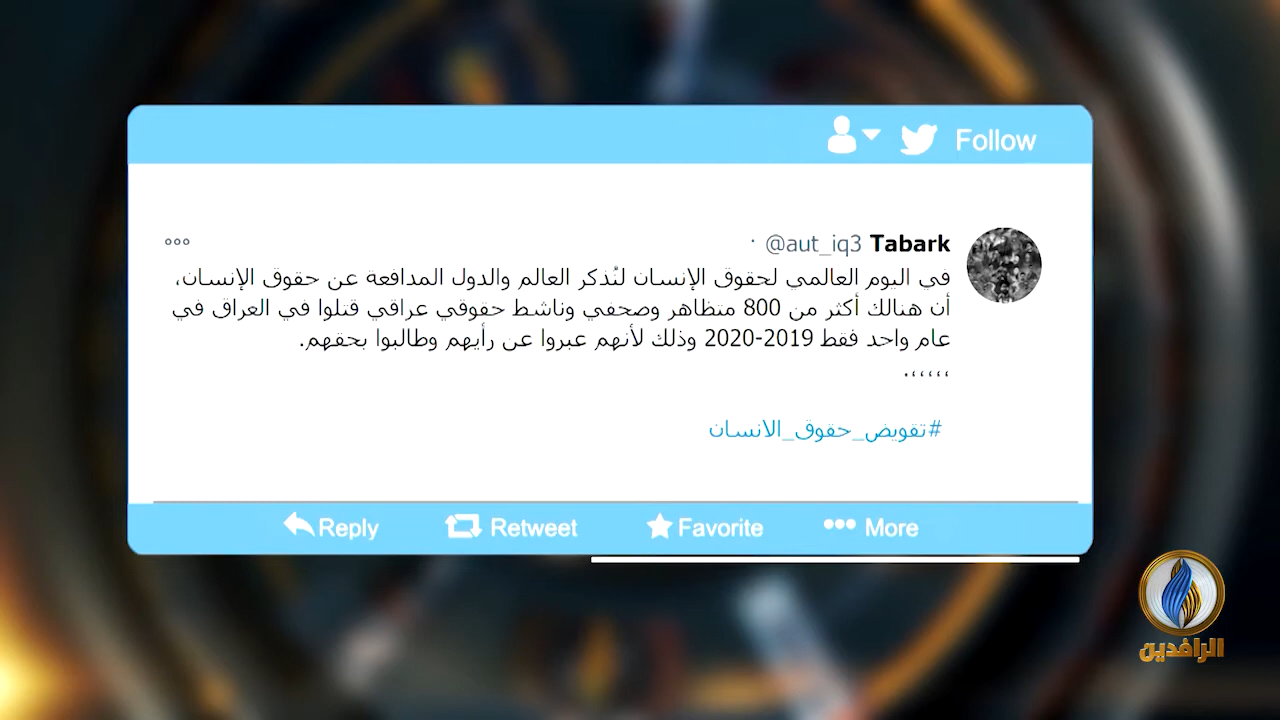 Follow
Tabark @aut_iq3 ·
في اليوم العالمي لحقوق الإنسان لنُذكر العالم والدول المدافعة عن حقوق الإنسان،
أن هنالك أكثر من 800 متظاهر وصحفي وناشط حقوقي عراقي قتلوا في العراق في
عام واحد فقط 2019-2020 وذلك لأنهم عبروا عن رأيهم وطالبوا بحقهم.
،،،،،،.
#تقويض_حقوق_الانسان
Reply Retweet Favorite More
الرافدين